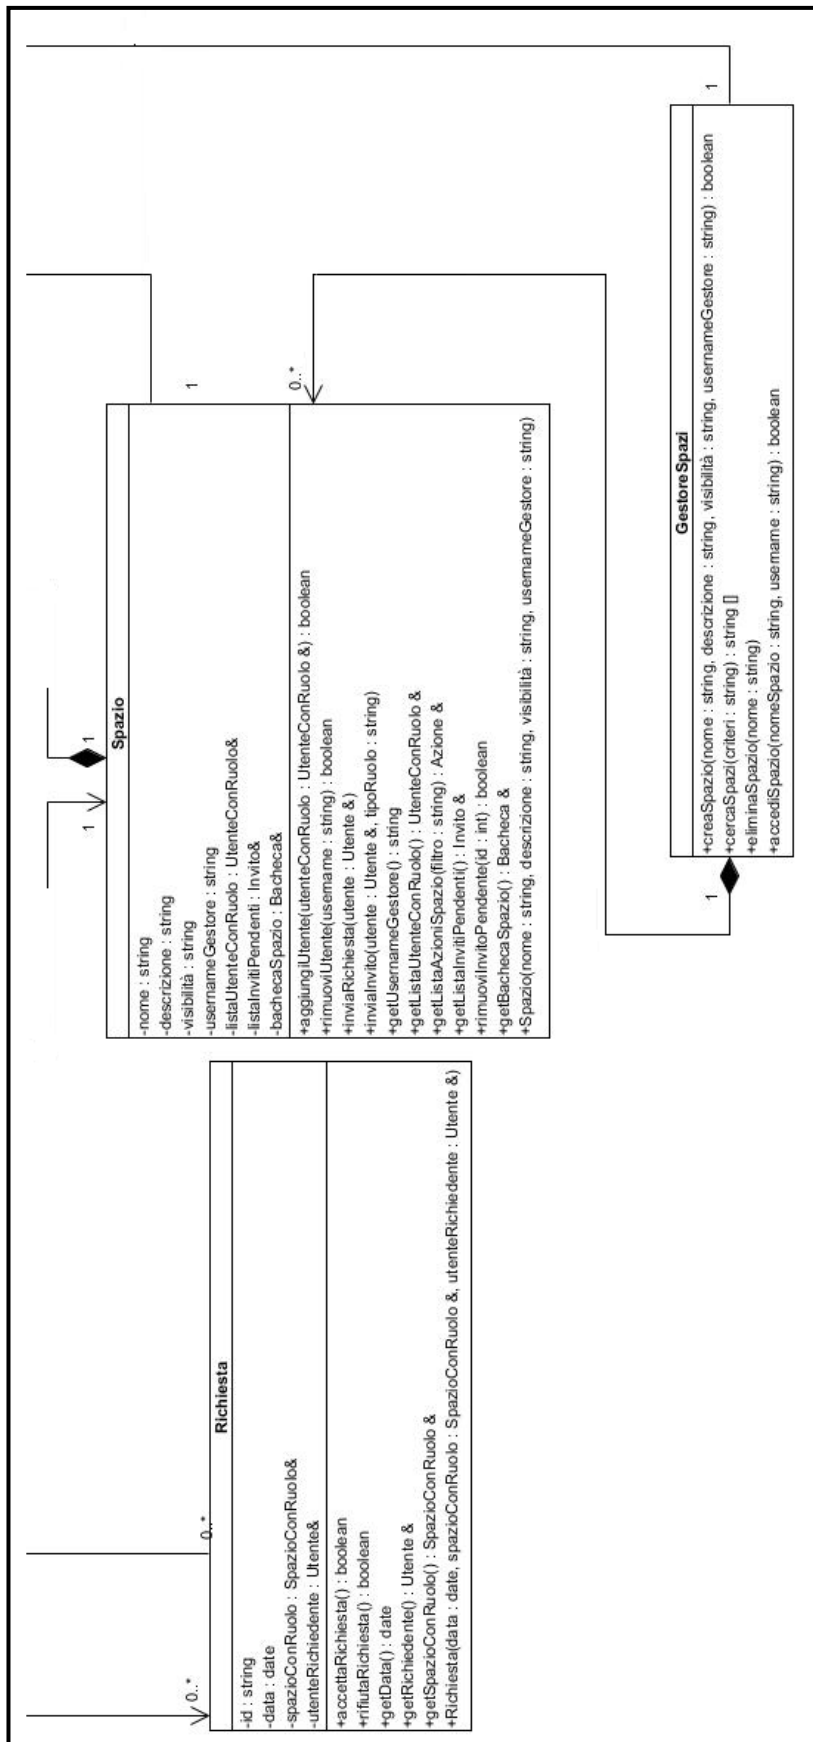 Richiesta
-id : string
-data : date
-spazioConRuolo : SpazioConRuolo&
-utenteRichiedente : Utente&
+accettaRichiesta() : boolean
+rifiutaRichiesta() : boolean
+getData() : date
+getRichiedente() : Utente &
+getSpazioConRuolo() : SpazioConRuolo &
+Richiesta(data : date, spazioConRuolo : SpazioConRuolo &, utenteRichiedente : Utente &)
0..*
0..*
Spazio
-nome : string
-descrizione : string
-visibilità : string
-usernameGestore : string
-listaUtenteConRuolo : UtenteConRuolo&
-listaInvitiPendenti : Invito&
-bachecaSpazio : Bacheca&
+aggiungiUtente(utenteConRuolo : UtenteConRuolo &) : boolean
+rimuoviUtente(username : string) : boolean
+inviaRichiesta(utente : Utente &)
+inviaInvito(utente : Utente &, tipoRuolo : string)
+getUsernameGestore() : string
+getListaUtenteConRuolo() : UtenteConRuolo &
+getListaAzioniSpazio(filtro : string) : Azione &
+getListaInvitiPendenti() : Invito &
+rimuoviInvitoPendente(id : int) : boolean
+getBachecaSpazio() : Bacheca &
+Spazio(nome : string, descrizione : string, visibilità : string, usernameGestore : string)
1
1
1
0..*
GestoreSpazi
+creaSpazio(nome : string, descrizione : string, visibilità : string, usernameGestore : string) : boolean
+cercaSpazi(criteri : string) : string []
+eliminaSpazio(nome : string)
+accediSpazio(nomeSpazio : string, username : string) : boolean
1
1